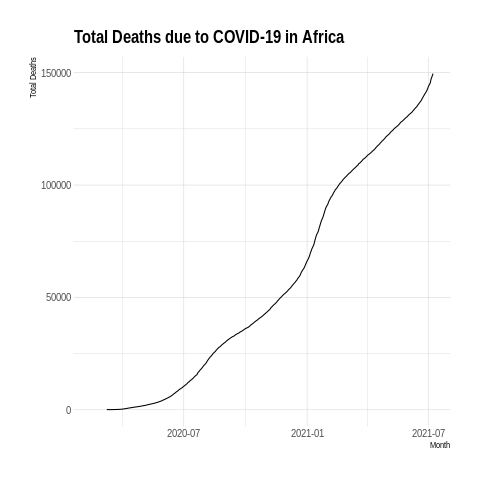 Total Deaths due to COVID-19 in Africa
Total Deaths
150000
100000
50000
0
2020-07 2021-01 2021-07
Month